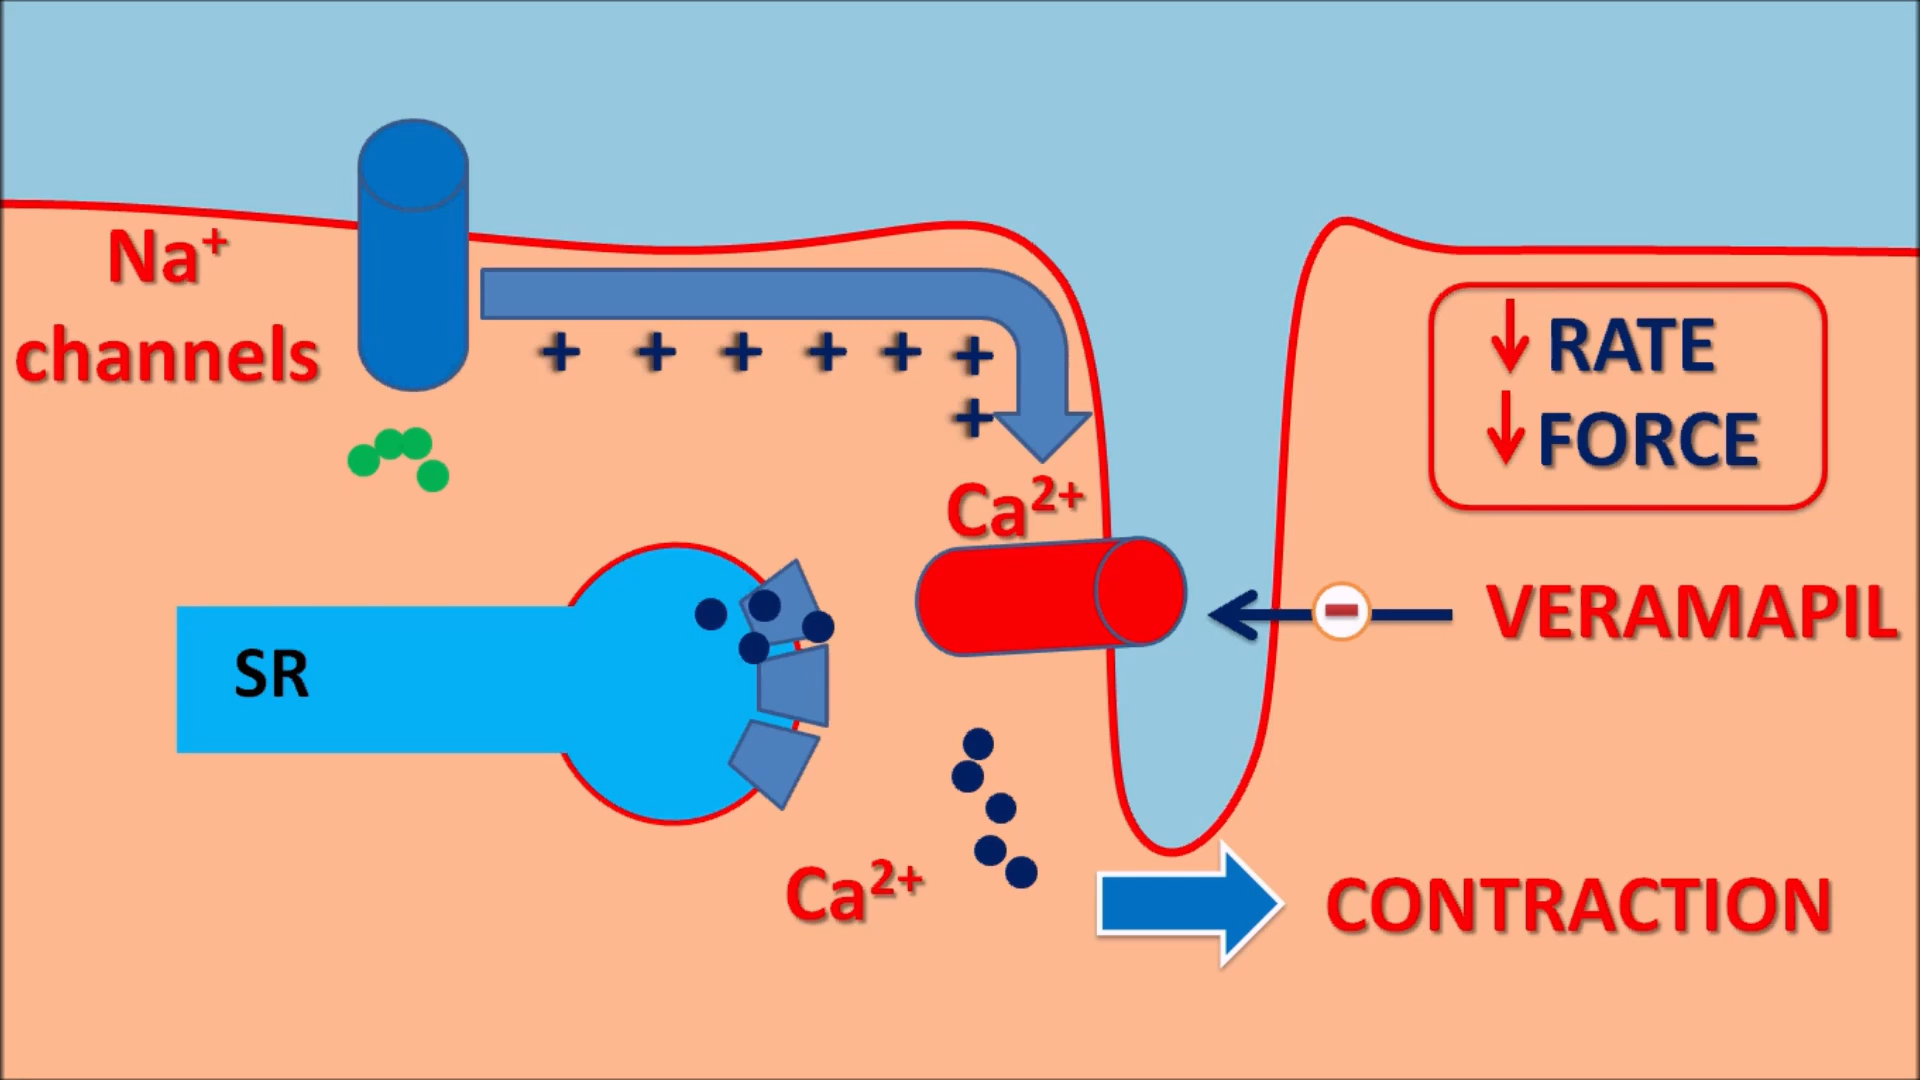 Na⁺
channels
↓ RATE
↓ FORCE
+ + + + + +
+
Ca²⁺
VERAMAPIL
SR
Ca²⁺
CONTRACTION